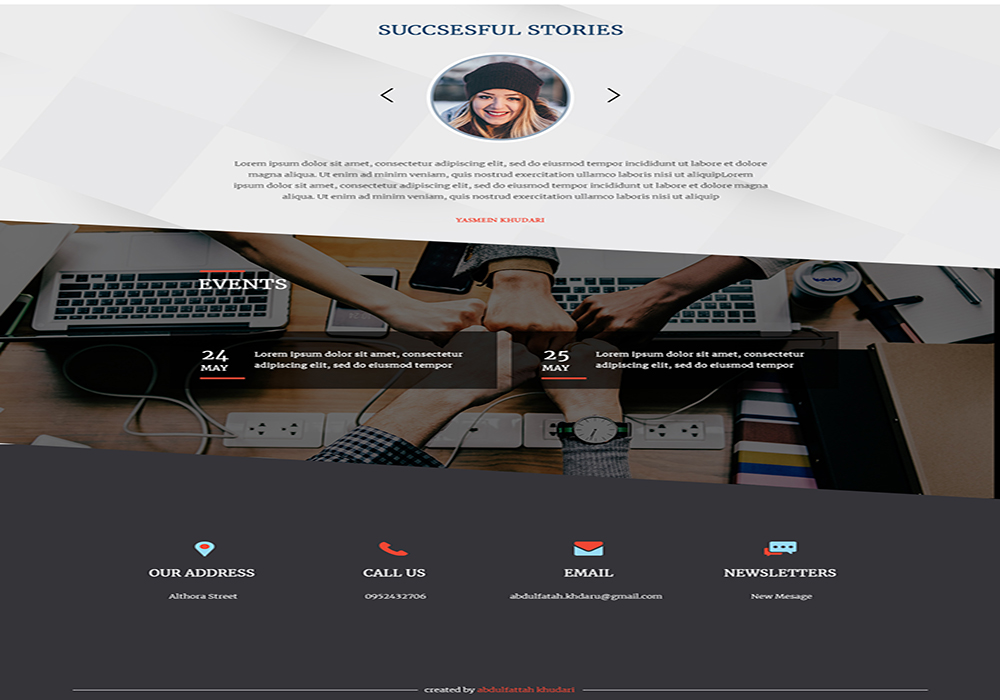 SUCCSESFUL STORIES
Lorem ipsum dolor sit amet, consectetur adipiscing elit, sed do eiusmod tempor incididunt ut labore et dolore
magna aliqua. Ut enim ad minim veniam, quis nostrud exercitation ullamco laboris nisi ut aliquipLorem
ipsum dolor sit amet, consectetur adipiscing elit, sed do eiusmod tempor incididunt ut labore et dolore magna
aliqua. Ut enim ad minim veniam, quis nostrud exercitation ullamco laboris nisi ut aliquip
YASMEIN KHUDARI
EVENTS
24
MAY
Lorem ipsum dolor sit amet, consectetur
adipiscing elit, sed do eiusmod tempor
25
MAY
Lorem ipsum dolor sit amet, consectetur
adipiscing elit, sed do eiusmod tempor
OUR ADDRESS
Althora Street
CALL US
0952432706
EMAIL
abdulfatah.khdaru@gmail.com
NEWSLETTERS
New Mesage
created by abdulfattah khudari